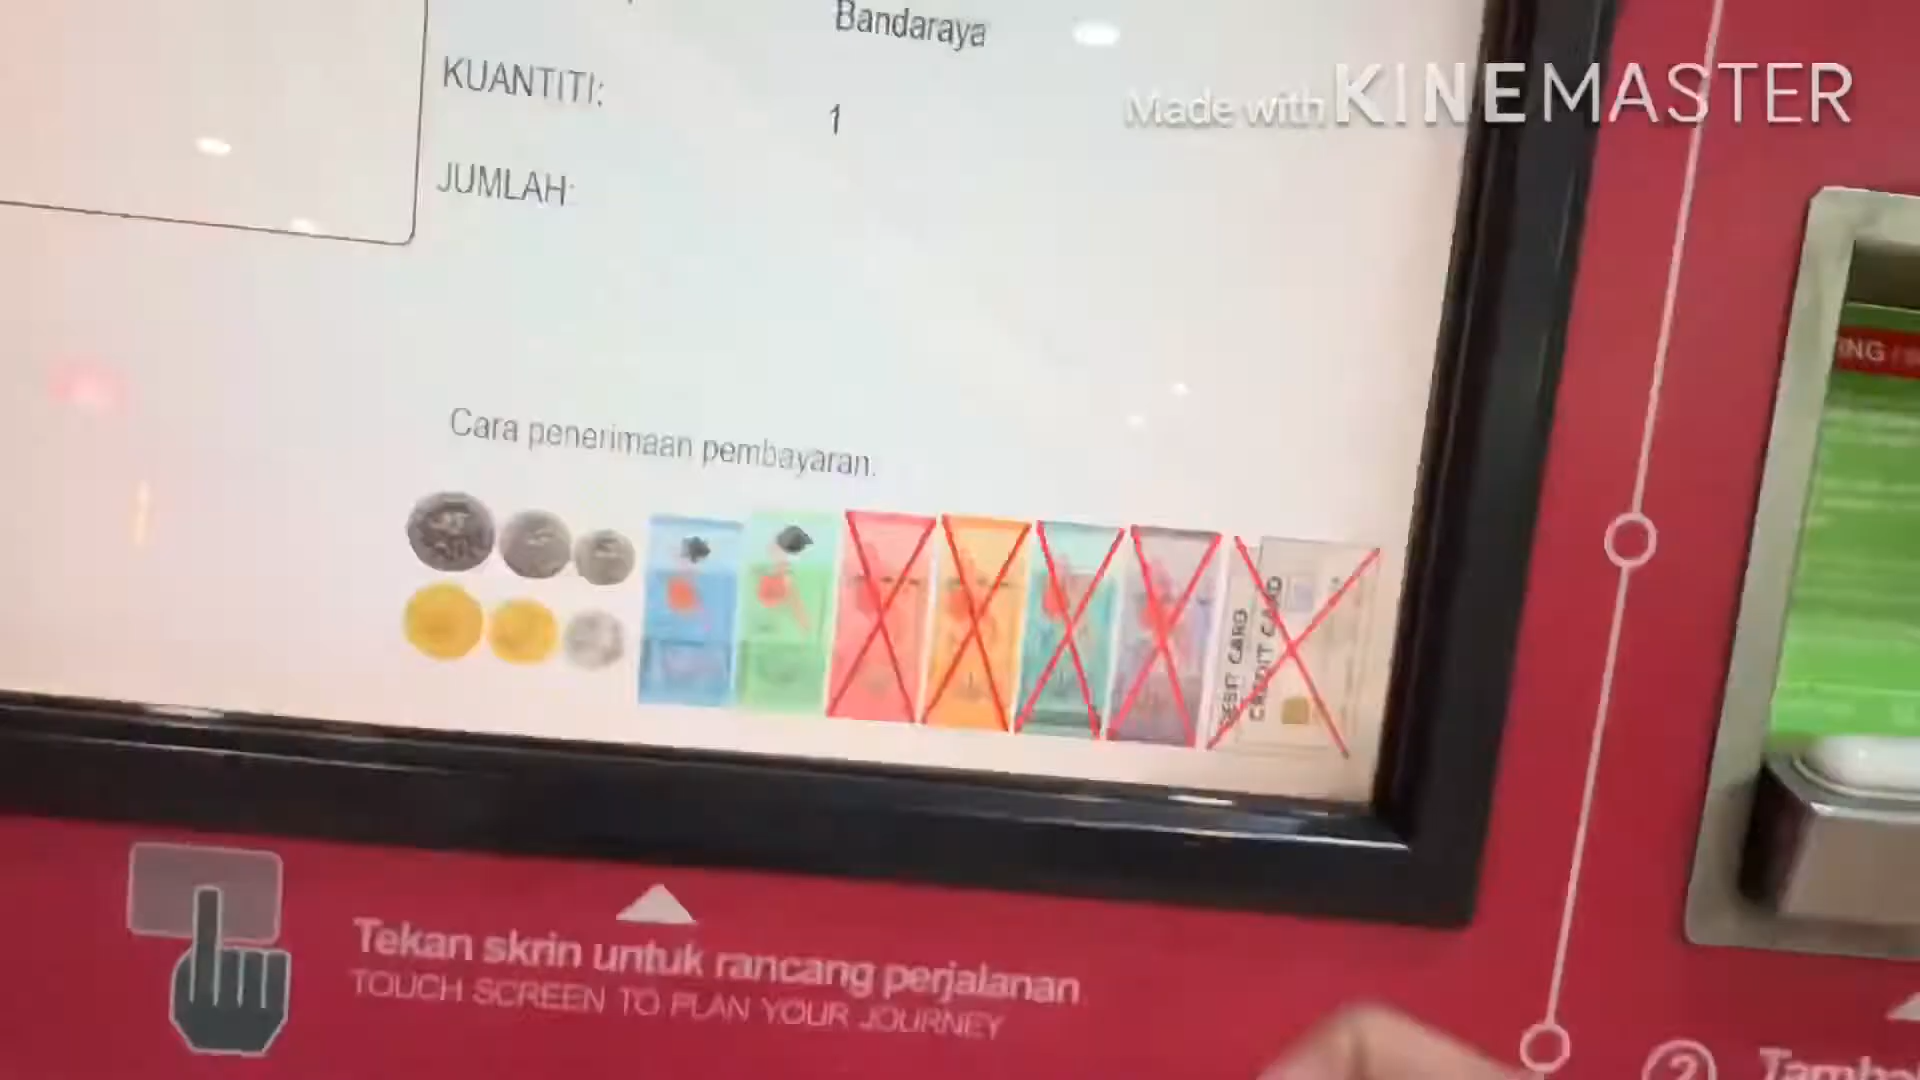 Bandaraya
KUANTITI:
1
JUMLAH:
Made with KINEMASTER
Cara penerimaan pembayaran.
DEBIT CARD
CREDIT CARD
Tekan skrin untuk rancang perjalanan
TOUCH SCREEN TO PLAN YOUR JOURNEY
2